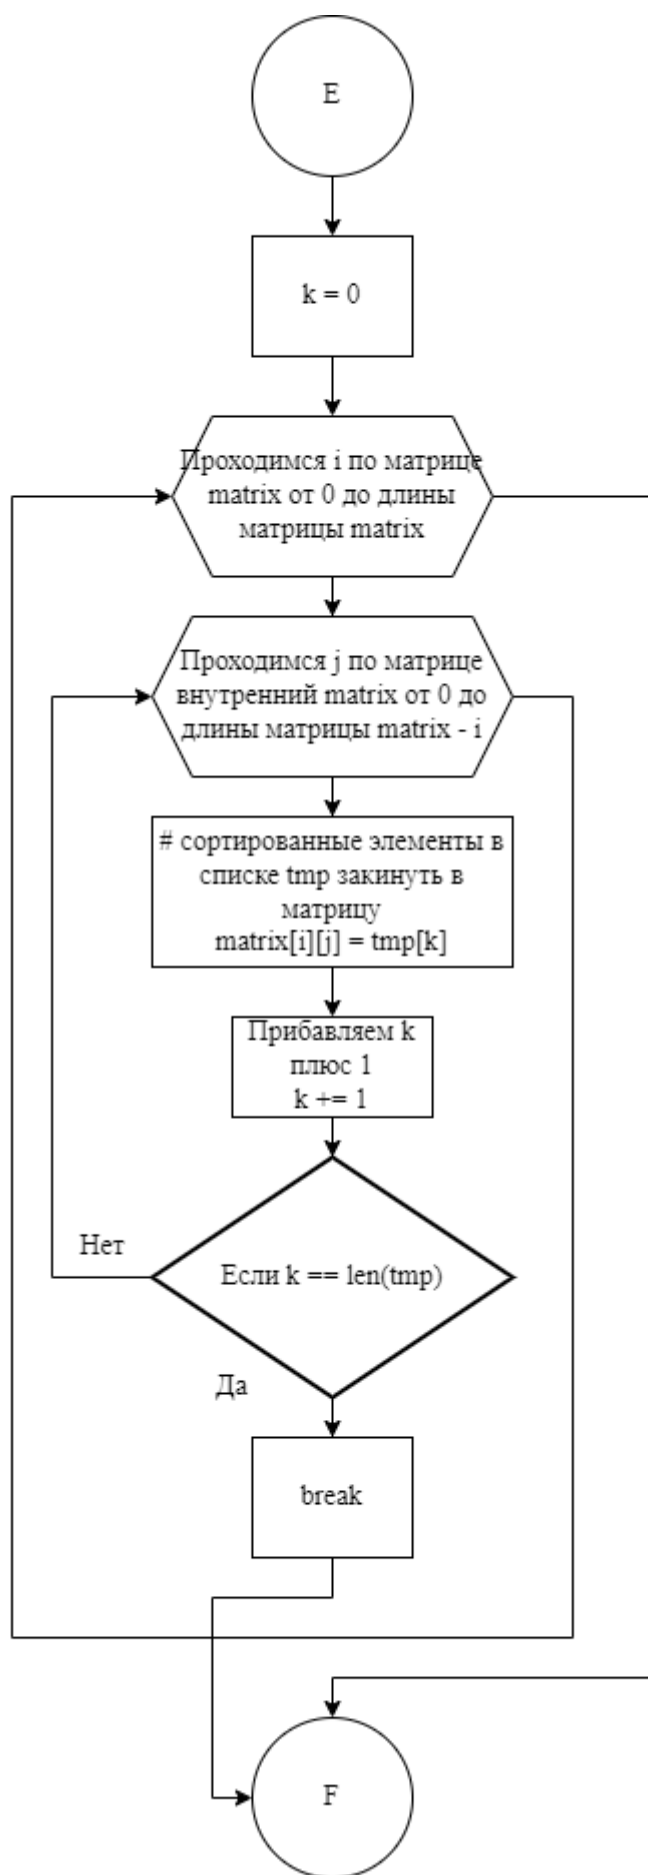 E
k = 0
Проходимся i по матрице
matrix от 0 до длины
матрицы matrix
Проходимся j по матрице
внутренний matrix от 0 до
длины матрицы matrix - i
# сортированные элементы в
списке tmp закинуть в
матрицу
matrix[i][j] = tmp[k]
Прибавляем k
плюс 1
k += 1
Нет
Если k == len(tmp)
Да
break
F